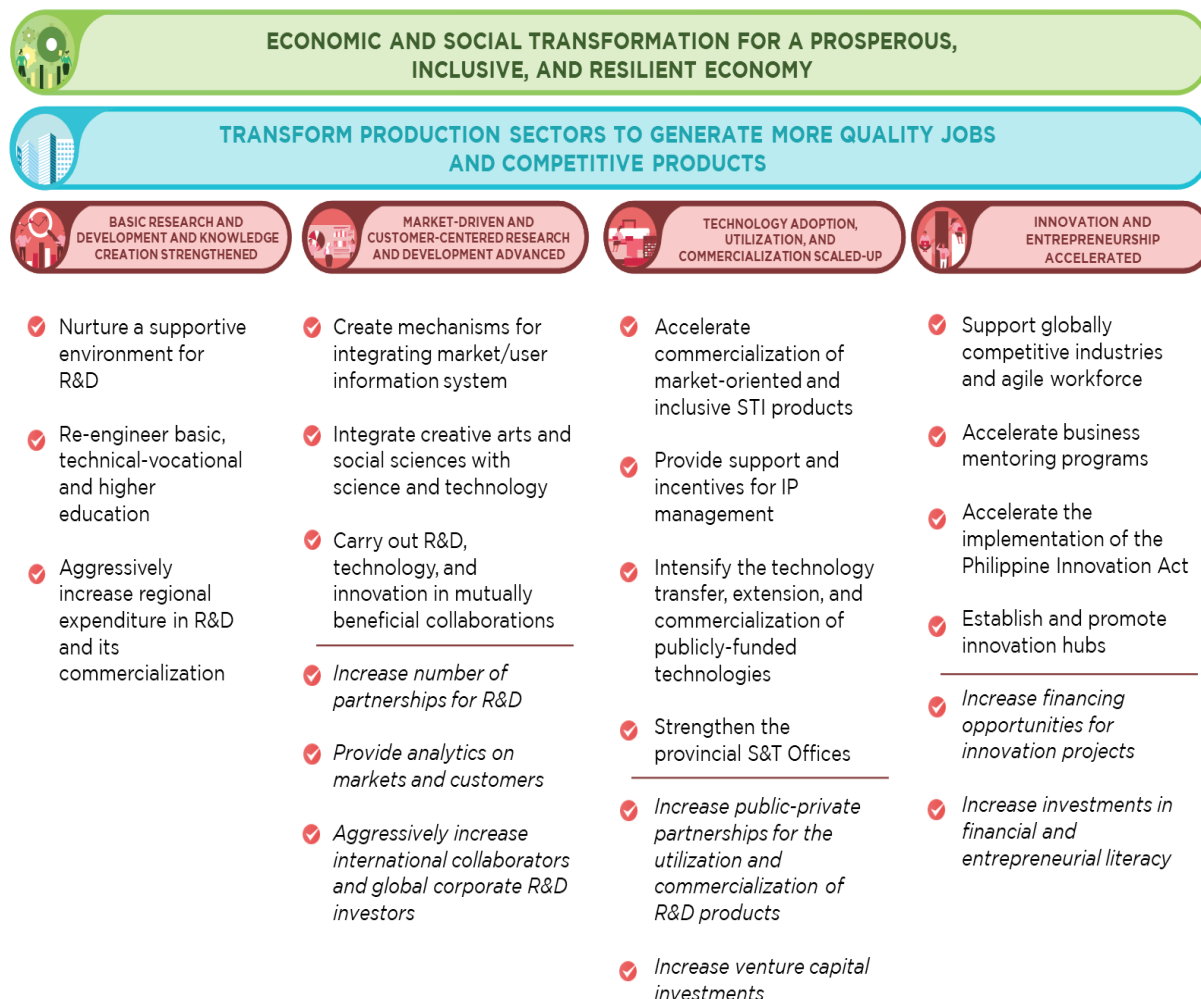 ECONOMIC AND SOCIAL TRANSFORMATION FOR A PROSPEROUS,
INCLUSIVE, AND RESILIENT ECONOMY
TRANSFORM PRODUCTION SECTORS TO GENERATE MORE QUALITY JOBS
AND COMPETITIVE PRODUCTS
BASIC RESEARCH AND
DEVELOPMENT AND KNOWLEDGE
CREATION STRENGTHENED
Nurture a supportive
environment for
R&D
Re-engineer basic,
technical-vocational
and higher
education
Aggressively
increase regional
expenditure in R&D
and its
commercialization
MARKET-DRIVEN AND
CUSTOMER-CENTERED RESEARCH
AND DEVELOPMENT ADVANCED
Create mechanisms for
integrating market/user
information system
Integrate creative arts and
social sciences with
science and technology
Carry out R&D,
technology, and
innovation in mutually
beneficial collaborations
Increase number of
partnerships for R&D
Provide analytics on
markets and customers
Aggressively increase
international collaborators
and global corporate R&D
investors
TECHNOLOGY ADOPTION,
UTILIZATION, AND
COMMERCIALIZATION SCALED-UP
Accelerate
commercialization of
market-oriented and
inclusive STI products
Provide support and
incentives for IP
management
Intensify the technology
transfer, extension, and
commercialization of
publicly-funded
technologies
Strengthen the
provincial S&T Offices
Increase public-private
partnerships for the
utilization and
commercialization of
R&D products
Increase venture capital
investments
INNOVATION AND
ENTREPRENEURSHIP
ACCELERATED
Support globally
competitive industries
and agile workforce
Accelerate business
mentoring programs
Accelerate the
implementation of the
Philippine Innovation Act
Establish and promote
innovation hubs
Increase financing
opportunities for
innovation projects
Increase investments in
financial and
entrepreneurial literacy